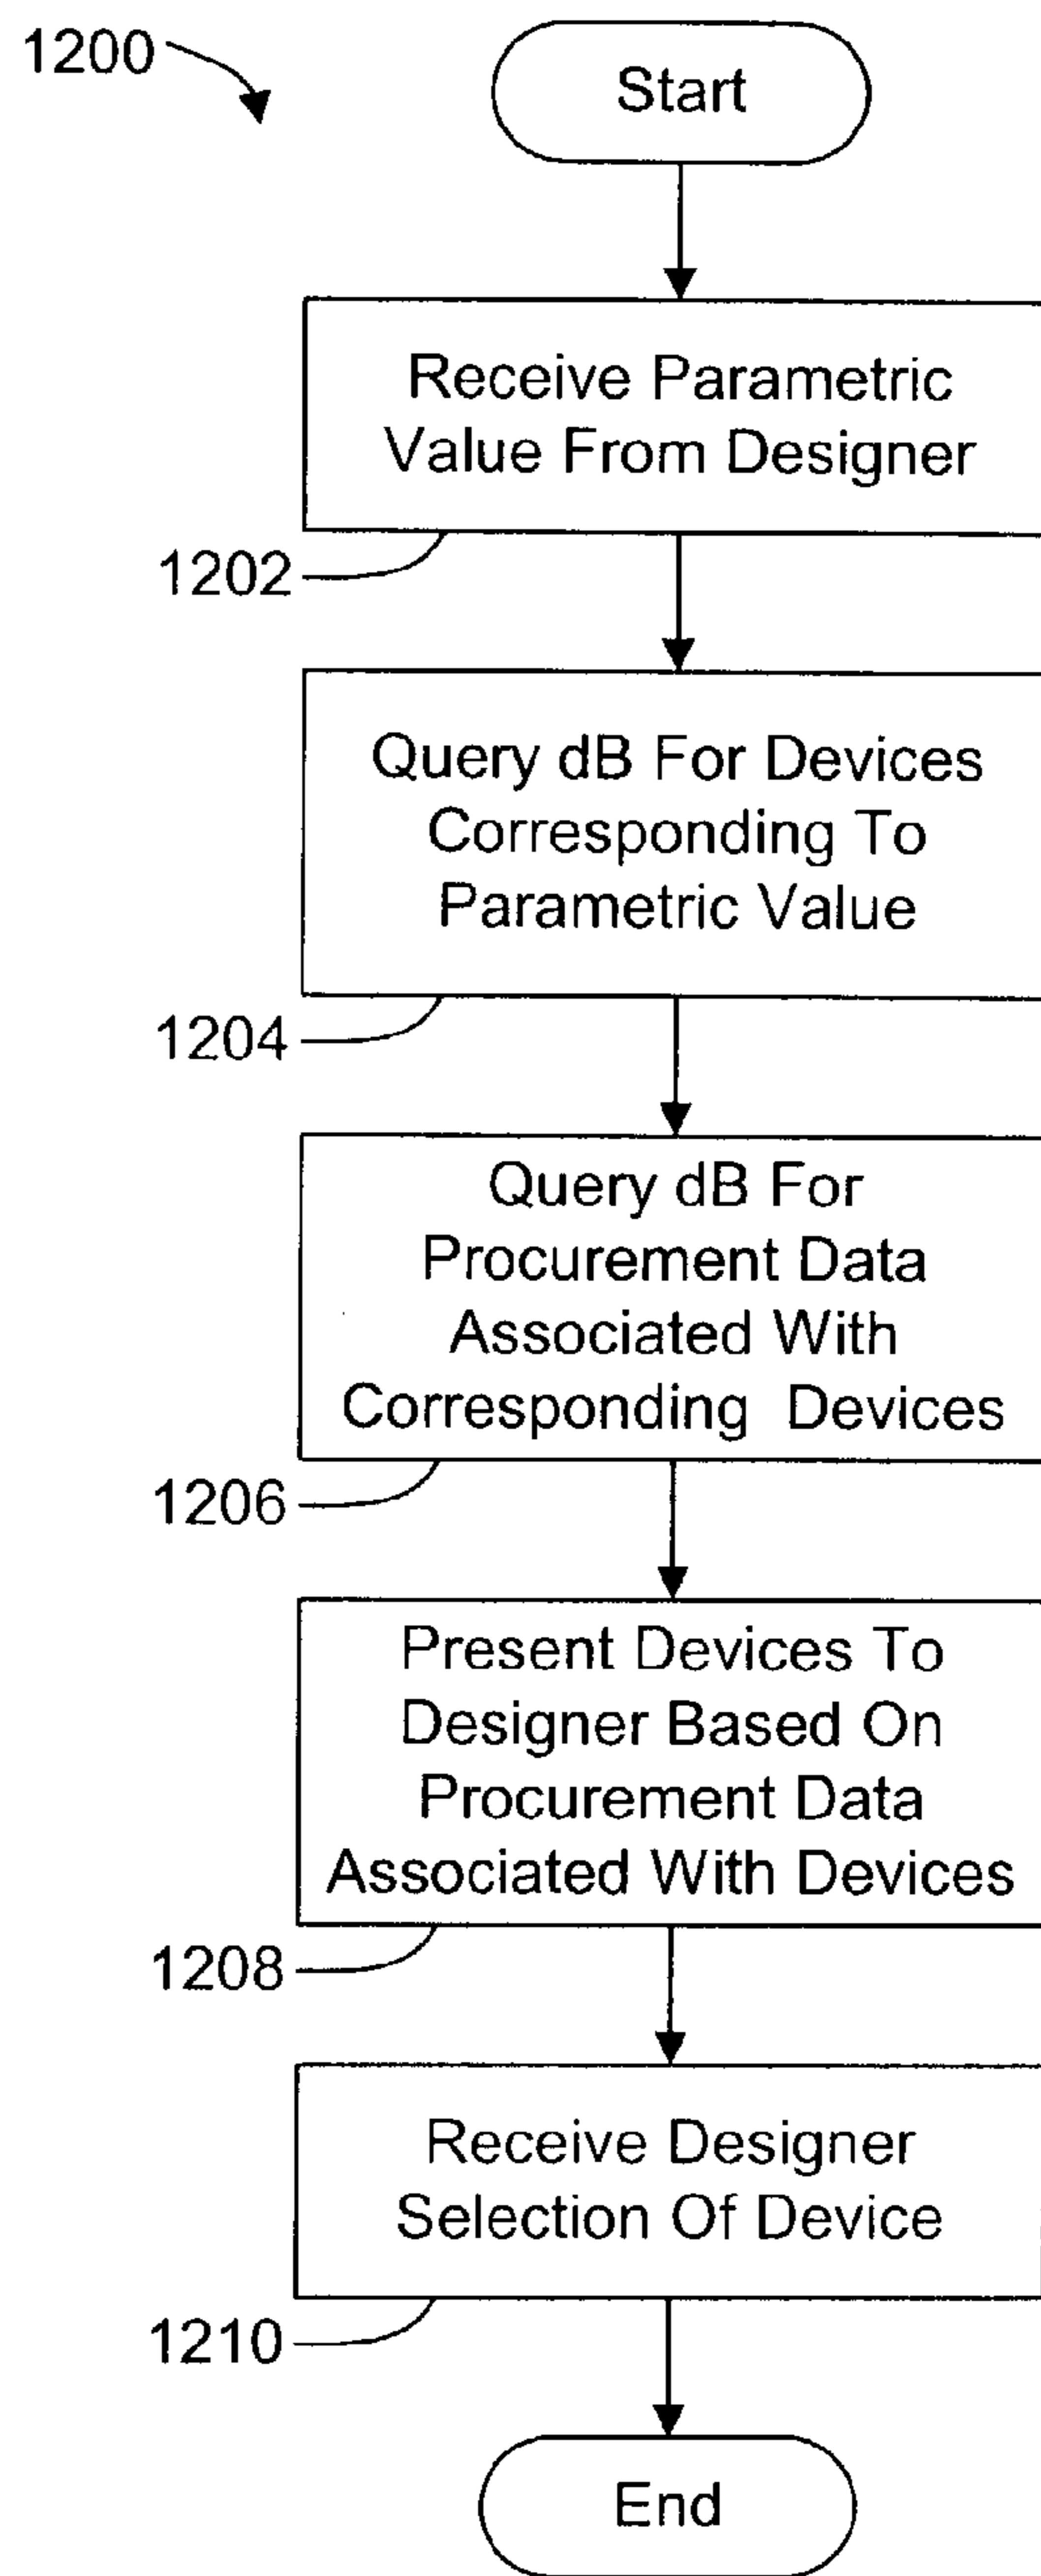 1200
Start
Receive Parametric
Value From Designer
1202
Query dB For Devices
Corresponding To
Parametric Value
1204
Query dB For
Procurement Data
Associated With
Corresponding Devices
1206
Present Devices To
Designer Based On
Procurement Data
Associated With Devices
1208
Receive Designer
Selection Of Device
1210
End